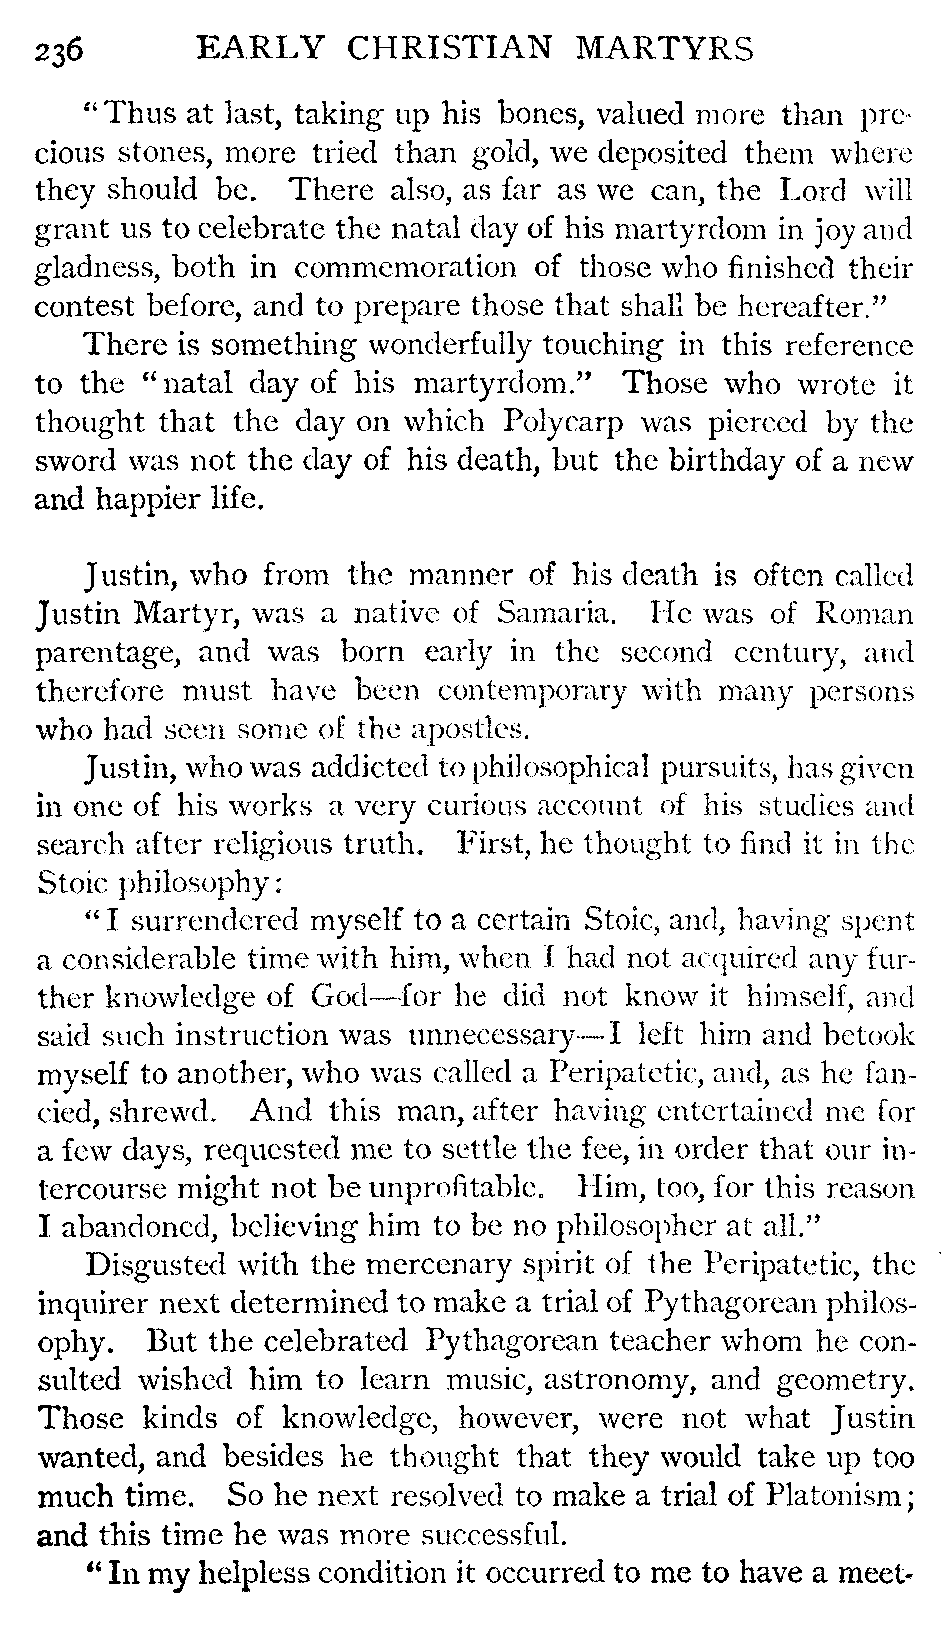 236 EARLY CHRISTIAN MARTYRS
“Thus at last, taking up his bones, valued more than pre-
cious stones, more tried than gold, we deposited them where
they should be. There also, as far as we can, the Lord will
grant us to celebrate the natal day of his martyrdom in joy and
gladness, both in commemoration of those who finished their
contest before, and to prepare those that shall be hereafter.”
There is something wonderfully touching in this reference
to the “natal day of his martyrdom.” Those who wrote it
thought that the day on which Polycarp was pierced by the
sword was not the day of his death, but the birthday of a new
and happier life.
Justin, who from the manner of his death is often called
Justin Martyr, was a native of Samaria. He was of Roman
parentage, and was born early in the second century, and
therefore must have been contemporary with many persons
who had seen some of the apostles.
Justin, who was addicted to philosophical pursuits, has given
in one of his works a very curious account of his studies and
search after religious truth. First, he thought to find it in the
Stoic philosophy:
“I surrendered myself to a certain Stoic, and, having spent
a considerable time with him, when I had not acquired any fur-
ther knowledge of God—for he did not know it himself, and
said such instruction was unnecessary—I left him and betook
myself to another, who was called a Peripatetic, and, as he fan-
cied, shrewd. And this man, after having entertained me for
a few days, requested me to settle the fee, in order that our in-
tercourse might not be unprofitable. Him, too, for this reason
I abandoned, believing him to be no philosopher at all.”
Disgusted with the mercenary spirit of the Peripatetic, the
inquirer next determined to make a trial of Pythagorean philos-
ophy. But the celebrated Pythagorean teacher whom he con-
sulted wished him to learn music, astronomy, and geometry.
Those kinds of knowledge, however, were not what Justin
wanted, and besides he thought that they would take up too
much time. So he next resolved to make a trial of Platonism;
and this time he was more successful.
“In my helpless condition it occurred to me to have a meet-